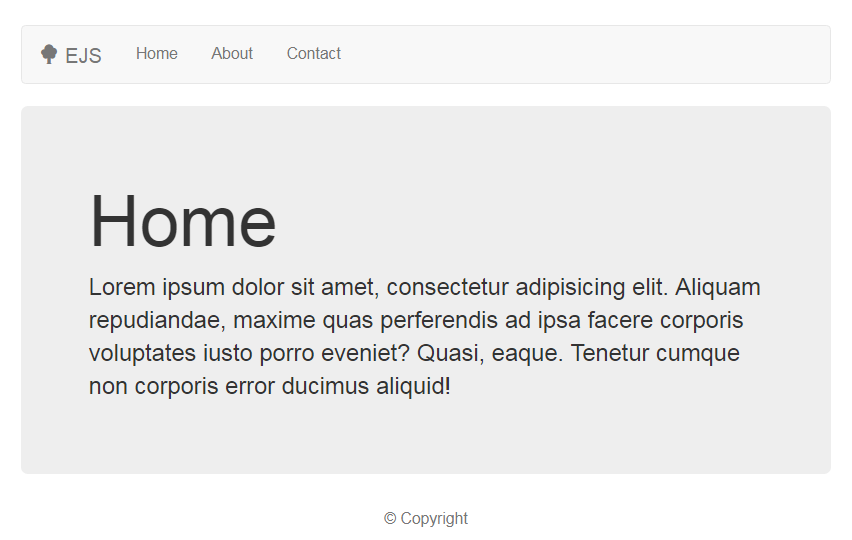 EJS Home About Contact
Home
Lorem ipsum dolor sit amet, consectetur adipisicing elit. Aliquam
repudiandae, maxime quas perferendis ad ipsa facere corporis
voluptates iusto porro eveniet? Quasi, eaque. Tenetur cumque
non corporis error ducimus aliquid!
© Copyright